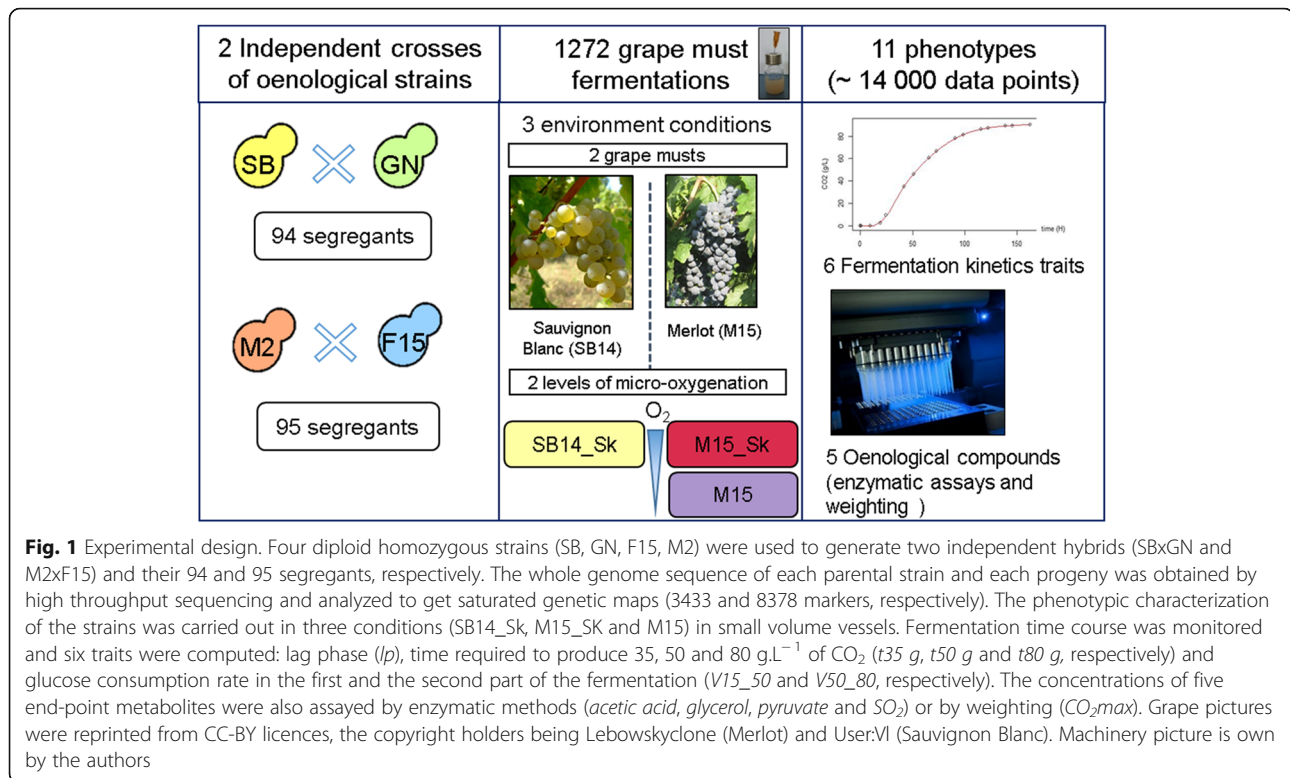 2 Independent crosses
of oenological strains
SB
GN
94 segregants
M2
F15
95 segregants
1272 grape must
fermentations
3 environment conditions
2 grape musts
Sauvignon
Blanc (SB14)
Merlot (M15)
2 levels of micro-oxygenation
O2
SB14_Sk
M15_Sk
M15
11 phenotypes
(~ 14 000 data points)
CO2 (g/L)
80
60
40
20
0
0
50
100
150
time (H)
6 Fermentation kinetics traits
5 Oenological compounds
(enzymatic assays and
weighting )
Fig. 1 Experimental design. Four diploid homozygous strains (SB, GN, F15, M2) were used to generate two independent hybrids (SBxGN and
M2xF15) and their 94 and 95 segregants, respectively. The whole genome sequence of each parental strain and each progeny was obtained by
high throughput sequencing and analyzed to get saturated genetic maps (3433 and 8378 markers, respectively). The phenotypic characterization
of the strains was carried out in three conditions (SB14_Sk, M15_SK and M15) in small volume vessels. Fermentation time course was monitored
and six traits were computed: lag phase (lp), time required to produce 35, 50 and 80 g.L⁻¹ of CO₂ (t35 g, t50 g and t80 g, respectively) and
glucose consumption rate in the first and the second part of the fermentation (V15_50 and V50_80, respectively). The concentrations of five
end-point metabolites were also assayed by enzymatic methods (acetic acid, glycerol, pyruvate and SO₂) or by weighting (CO₂max). Grape pictures
were reprinted from CC-BY licences, the copyright holders being Lebowskyclone (Merlot) and User:VI (Sauvignon Blanc). Machinery picture is own
by the authors